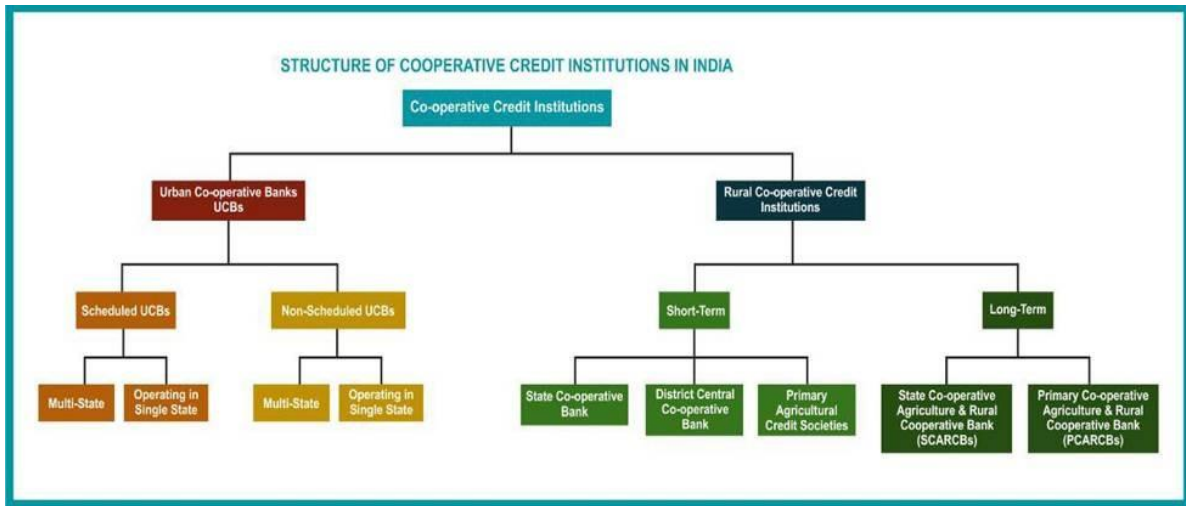 STRUCTURE OF COOPERATIVE CREDIT INSTITUTIONS IN INDIA
Co-operative Credit Institutions
Urban Co-operative Banks
UCBs
Rural Co-operative Credit
Institutions
Scheduled UCBs
Non-Scheduled UCBs
Short-Term
Long-Term
Multi-State
Operating in
Single State
Multi-State
Operating in
Single State
State Co-operative
Bank
District Central
Co-operative
Bank
Primary
Agricultural
Credit Societies
State Co-operative
Agriculture & Rural
Cooperative Bank
(SCARCBs)
Primary Co-operative
Agriculture & Rural
Cooperative Bank
(PCARCBs)